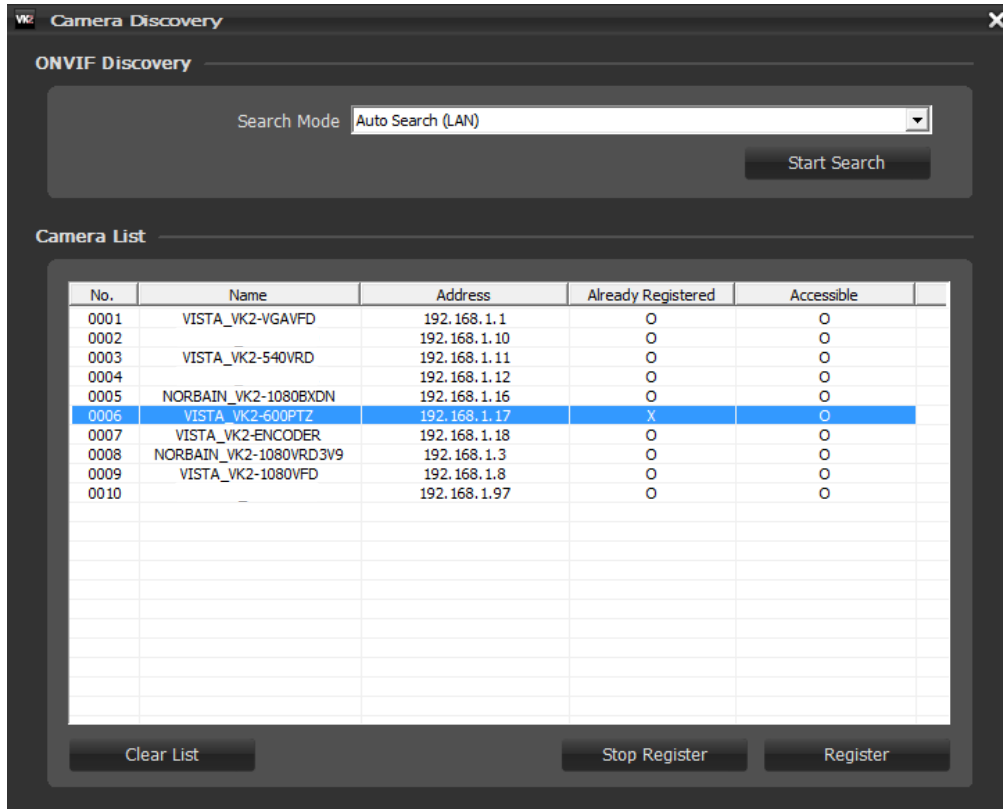 VK2 Camera Discovery X
ONVIF Discovery
Search Mode Auto Search (LAN)
Start Search
Camera List
No. Name Address Already Registered Accessible
0001 VISTA_VK2-VGAVFD 192.168.1.1 O O
0002 _ 192.168.1.10 O O
0003 VISTA_VK2-540VRD 192.168.1.11 O O
0004 192.168.1.12 O O
0005 NORBAIN_VK2-1080BXDN 192.168.1.16 O O
0006 VISTA_VK2-600PTZ 192.168.1.17 X O
0007 VISTA_VK2-ENCODER 192.168.1.18 O O
0008 NORBAIN_VK2-1080VRD3V9 192.168.1.3 O O
0009 VISTA_VK2-1080VFD 192.168.1.8 O O
0010 _ 192.168.1.97 O O
Clear List Stop Register Register